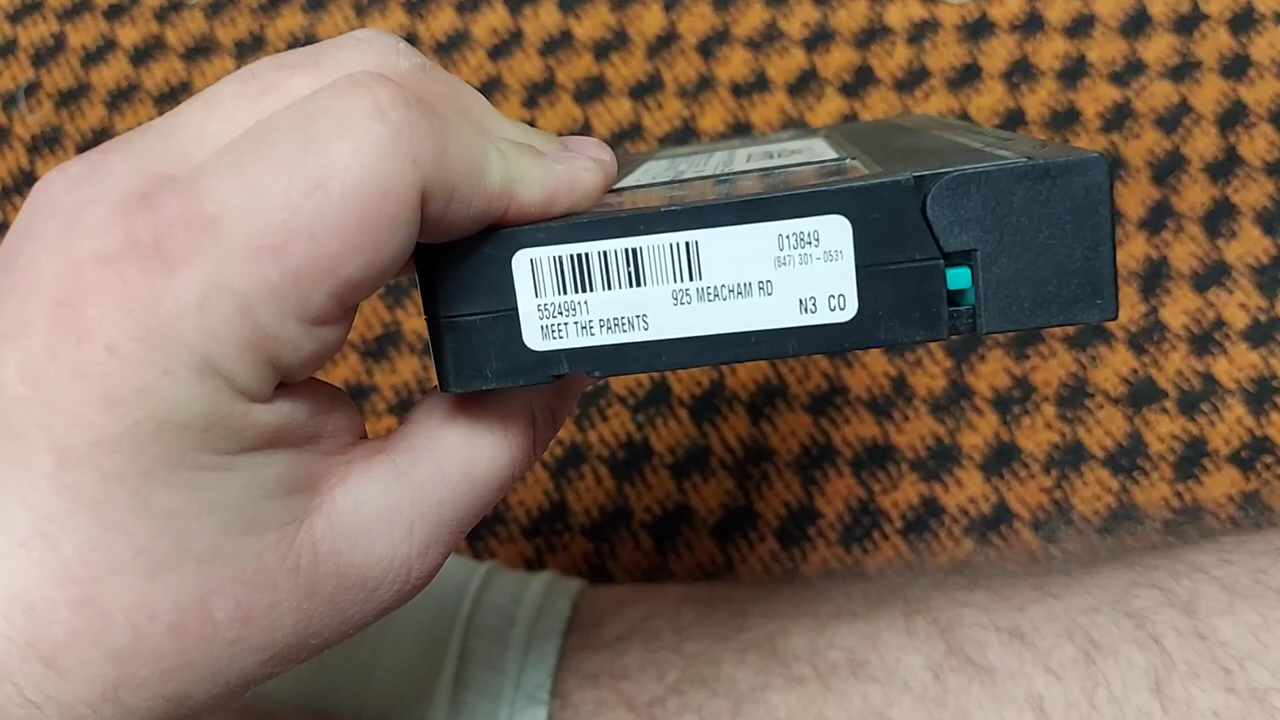 013849
(847) 301-0531
55249911
925 MEACHAM RD
MEET THE PARENTS
N3 CO